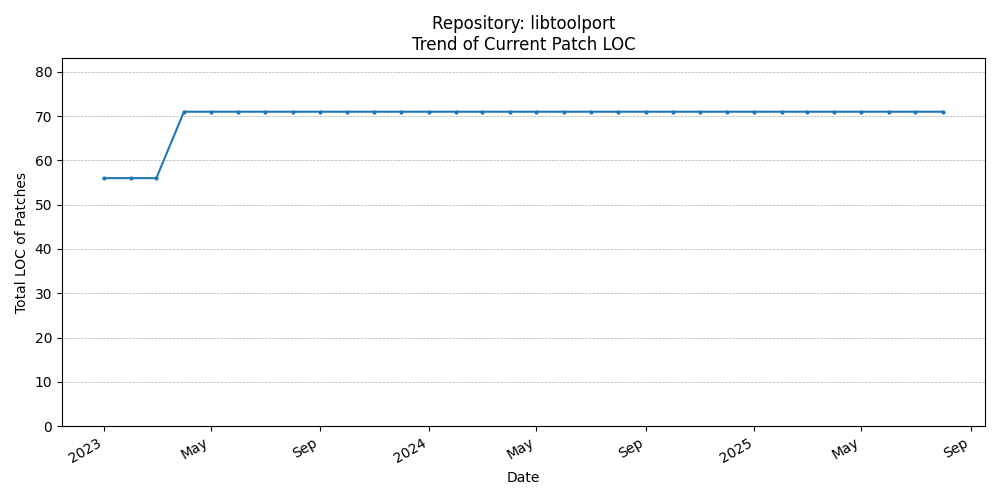 Repository: libtoolport
Trend of Current Patch LOC
80
70
60
50
40
30
20
10
0
Total LOC of Patches
2023
May
Sep
2024
May
Sep
2025
May
Sep
Date